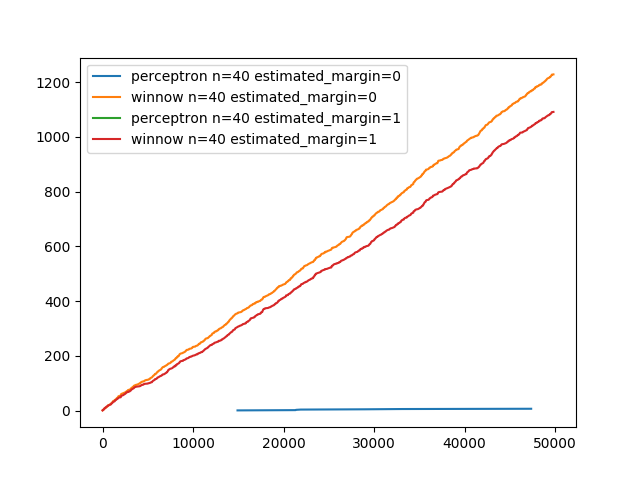 perceptron n=40 estimated_margin=0
winnow n=40 estimated_margin=0
perceptron n=40 estimated_margin=1
winnow n=40 estimated_margin=1
1200
1000
800
600
400
200
0
0 10000 20000 30000 40000 50000